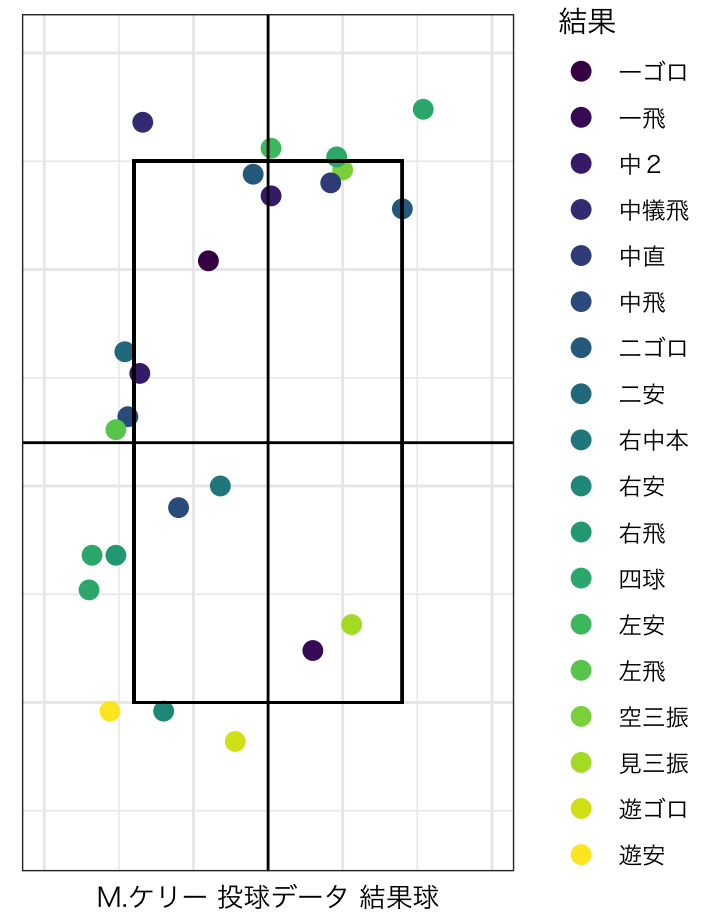 結果
一ゴロ
一飛
中２
中犠飛
中直
中飛
二ゴロ
二安
右中本
右安
右飛
四球
左安
左飛
空三振
見三振
遊ゴロ
遊安
M.ケリー 投球データ 結果球